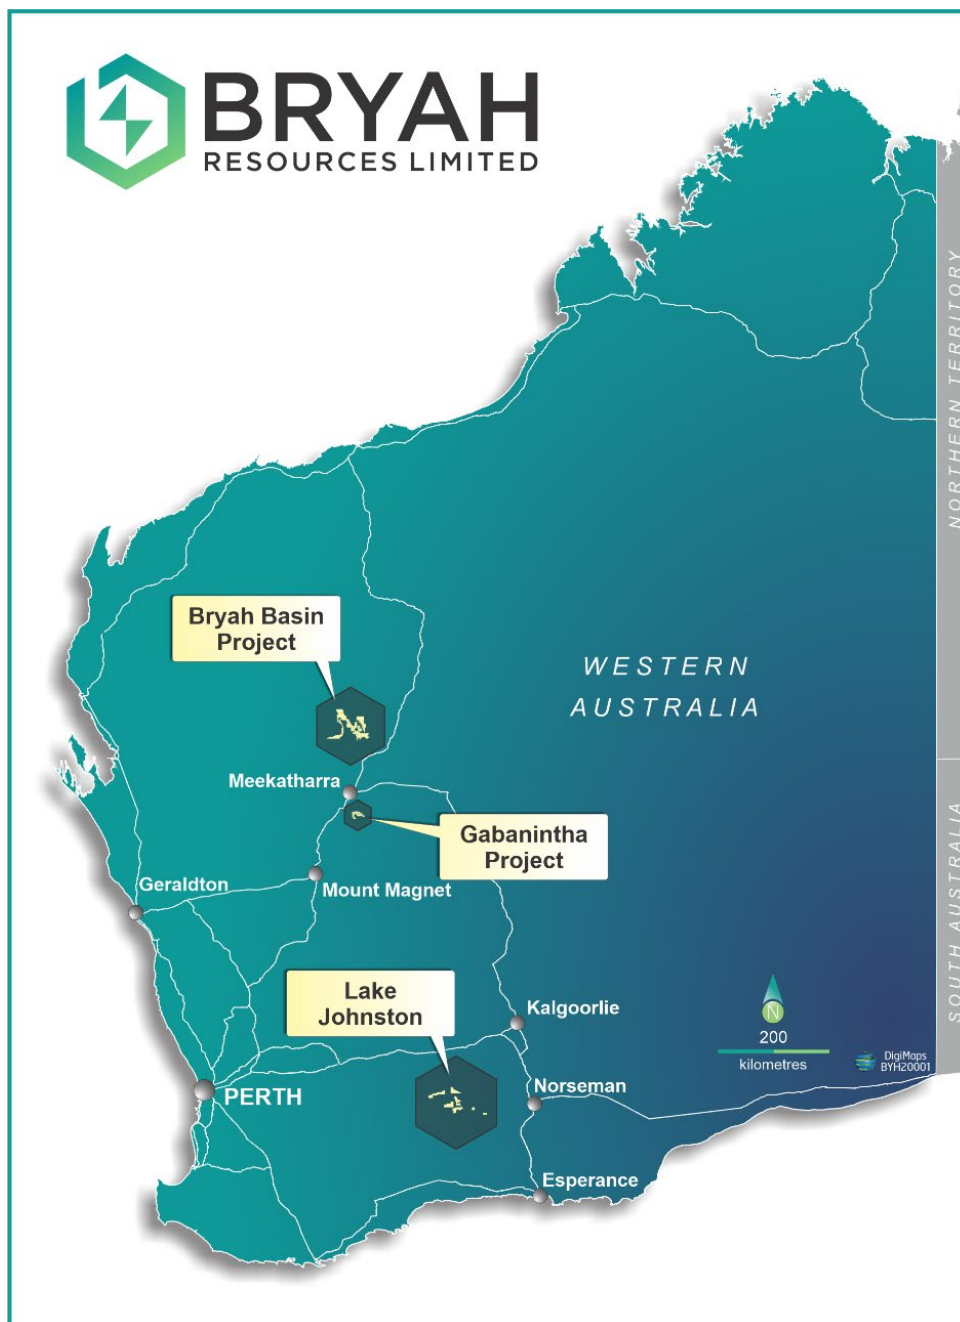 BRYAH
RESOURCES LIMITED
NORTHERN TERRITORY
Bryah Basin
Project
WESTERN
AUSTRALIA
Meekatharra
Gabanintha
Project
Geraldton
Mount Magnet
SOUTH AUSTRALIA
Lake
Johnston
Kalgoorlie
N
200
kilometres
DigiMaps
BYH20001
Norseman
PERTH
Esperance